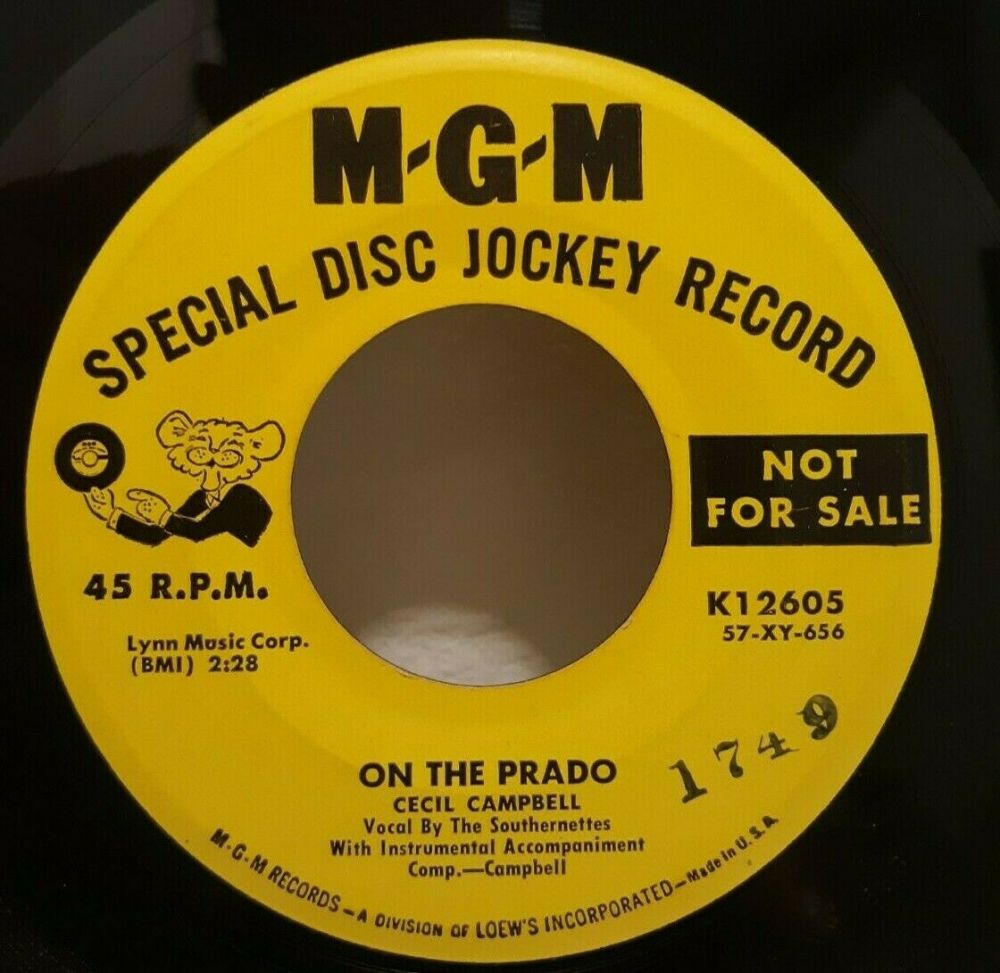 M-G-M
SPECIAL DISC JOCKEY RECORD
NOT
FOR SALE
45 R.P.M.
K12605
57-XY-656
Lynn Music Corp.
(BMI) 2:28
1749
ON THE PRADO
CECIL CAMPBELL
Vocal By The Southernettes
With Instrumental Accompaniment
Comp.—Campbell
M-G-M RECORDS—A DIVISION OF LOEW'S INCORPORATED—Made in U.S.A.